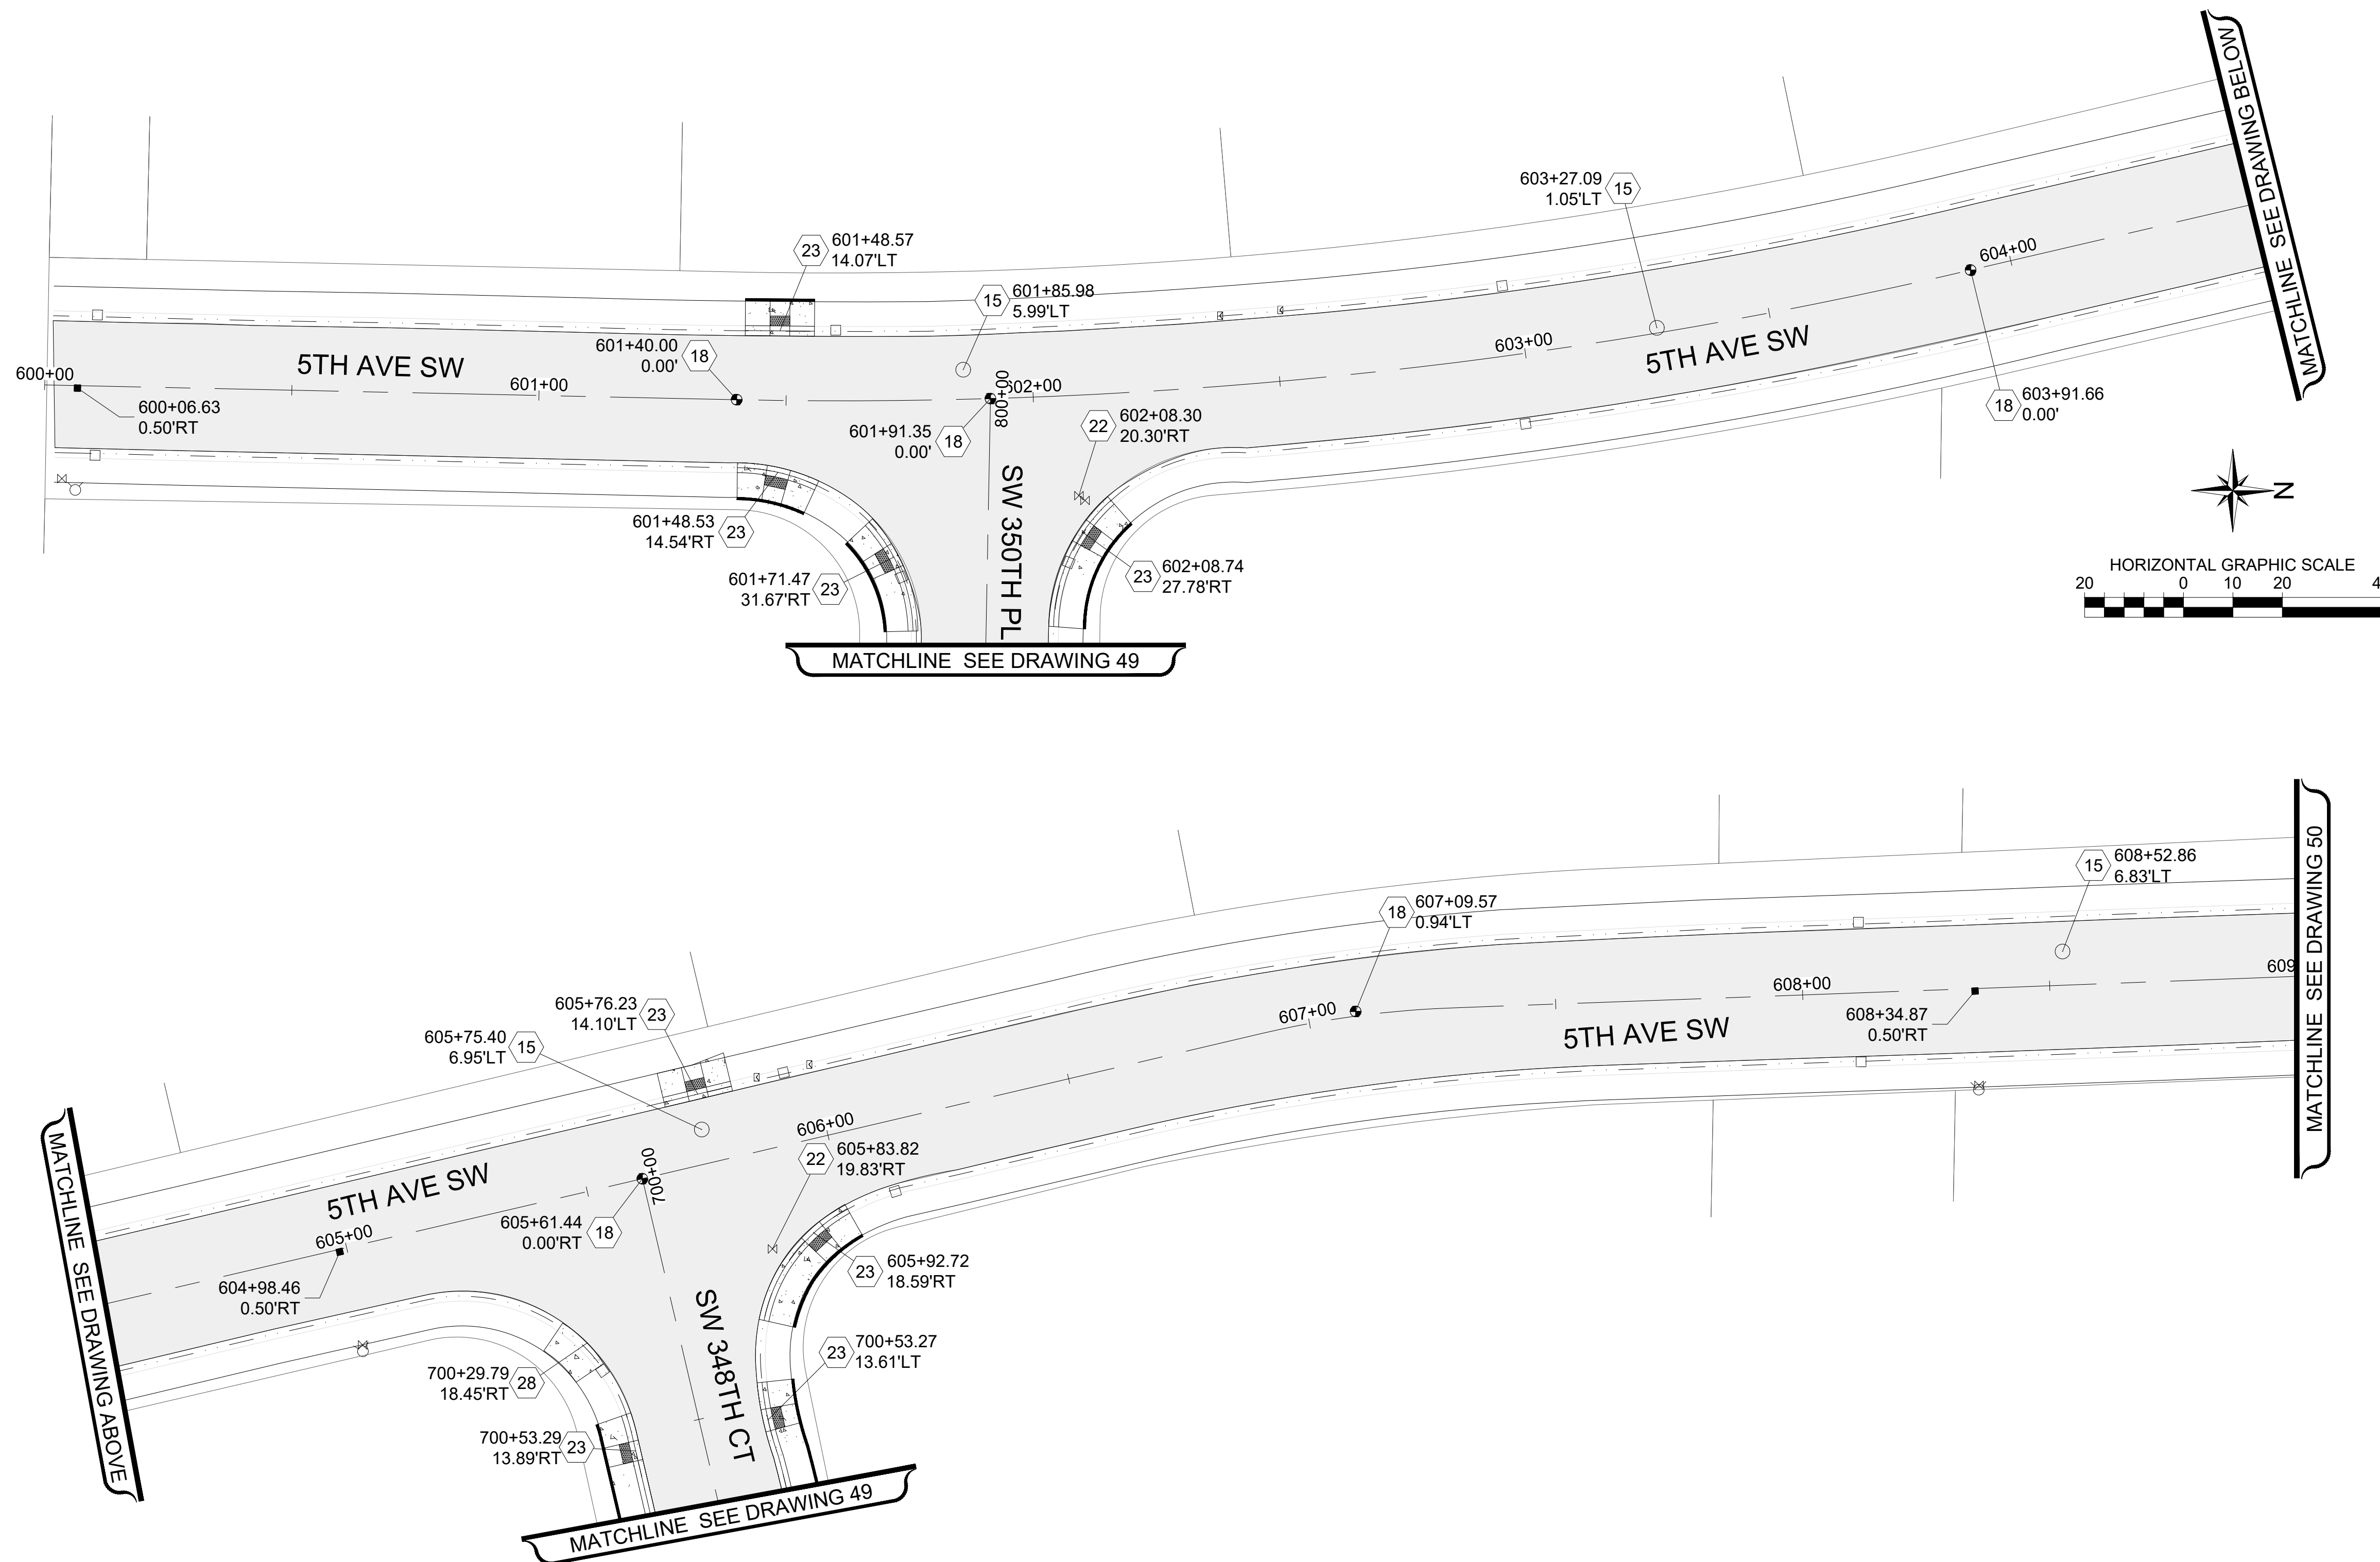 MATCHLINE SEE DRAWING BELOW
603+27.09
1.05'LT
15
23
601+48.57
14.07'LT
604+00
15
601+85.98
5.99'LT
601+40.00
0.00'
18
603+00
5TH AVE SW
5TH AVE SW
600+00
601+00
602+00
800+00
600+06.63
0.50'RT
18
603+91.66
0.00'
22
602+08.30
20.30'RT
601+91.35
0.00'
18
SW 350TH PL
N
601+48.53
14.54'RT
23
601+71.47
31.67'RT
23
23
602+08.74
27.78'RT
HORIZONTAL GRAPHIC SCALE
20 0 10 20 4
MATCHLINE SEE DRAWING 49
15
608+52.86
6.83'LT
18
607+09.57
0.94'LT
MATCHLINE SEE DRAWING 50
609
608+00
605+76.23
14.10'LT
23
607+00
608+34.87
0.50'RT
5TH AVE SW
605+75.40
6.95'LT
15
606+00
22
605+83.82
19.83'RT
700+00
5TH AVE SW
605+61.44
0.00'RT
18
605+00
23
605+92.72
18.59'RT
604+98.46
0.50'RT
MATCHLINE SEE DRAWING ABOVE
SW 348TH CT
23
700+53.27
13.61'LT
700+29.79
18.45'RT
28
700+53.29
13.89'RT
23
MATCHLINE SEE DRAWING 49